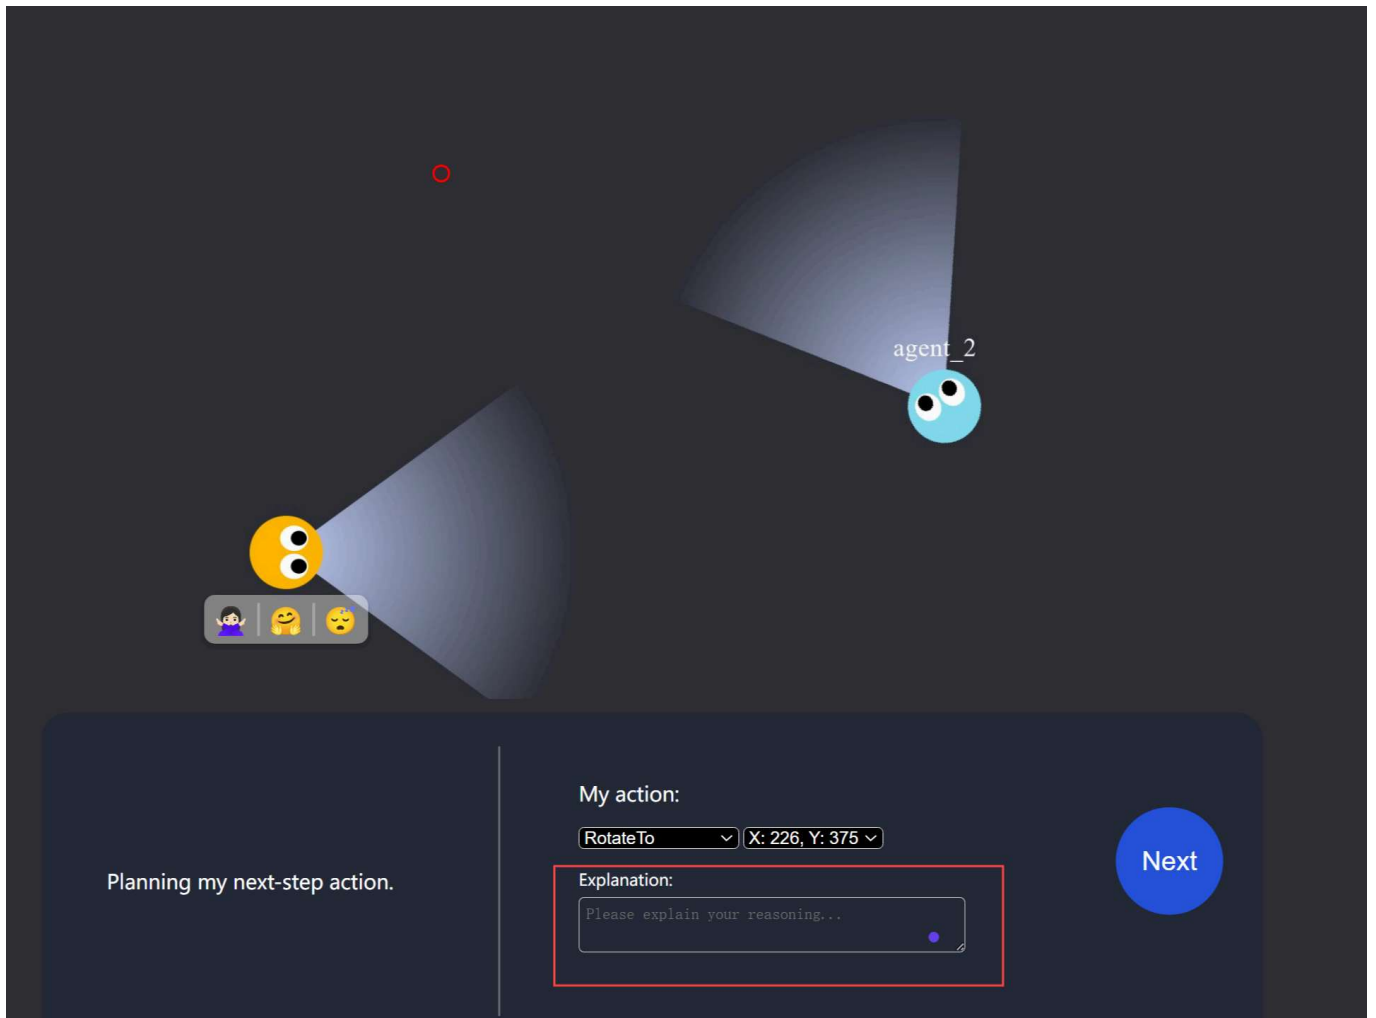 agent_2
Planning my next-step action.
My action:
RotateTo X: 226, Y: 375
Explanation:
Please explain your reasoning...
Next